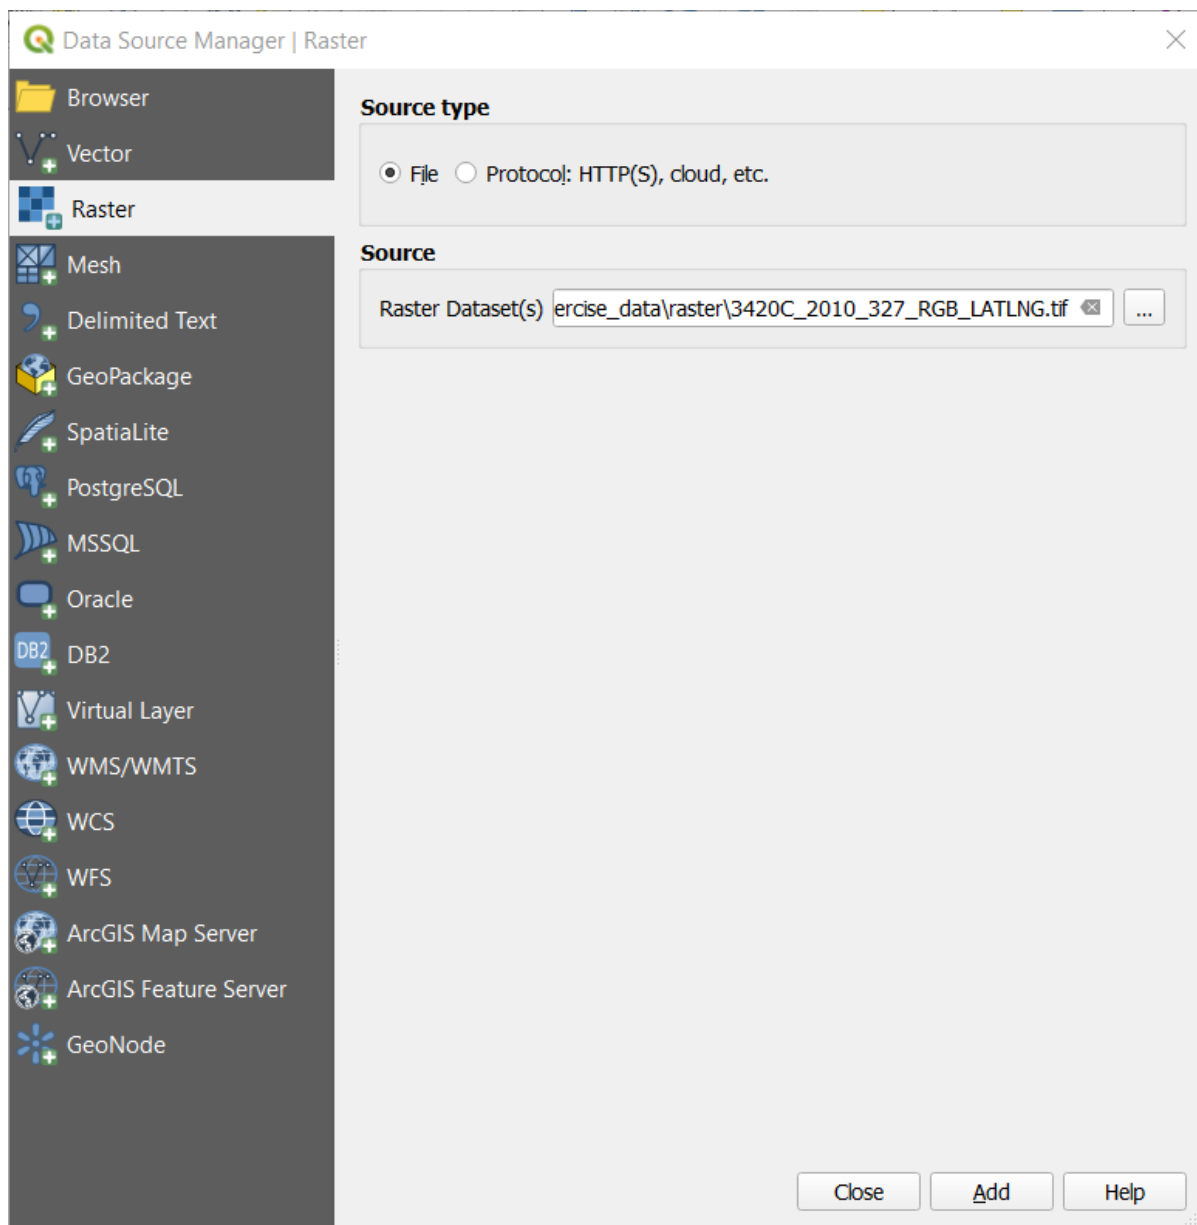 Data Source Manager | Raster
Browser
Vector
Raster
Mesh
Delimited Text
GeoPackage
SpatiaLite
PostgreSQL
MSSQL
Oracle
DB2
DB2
Virtual Layer
WMS/WMTS
WCS
WFS
ArcGIS Map Server
ArcGIS Feature Server
GeoNode
Source type
File Protocol: HTTP(S), cloud, etc.
Source
Raster Dataset(s) ercise_data\raster\3420C_2010_327_RGB_LATLNG.tif ...
Close Add Help